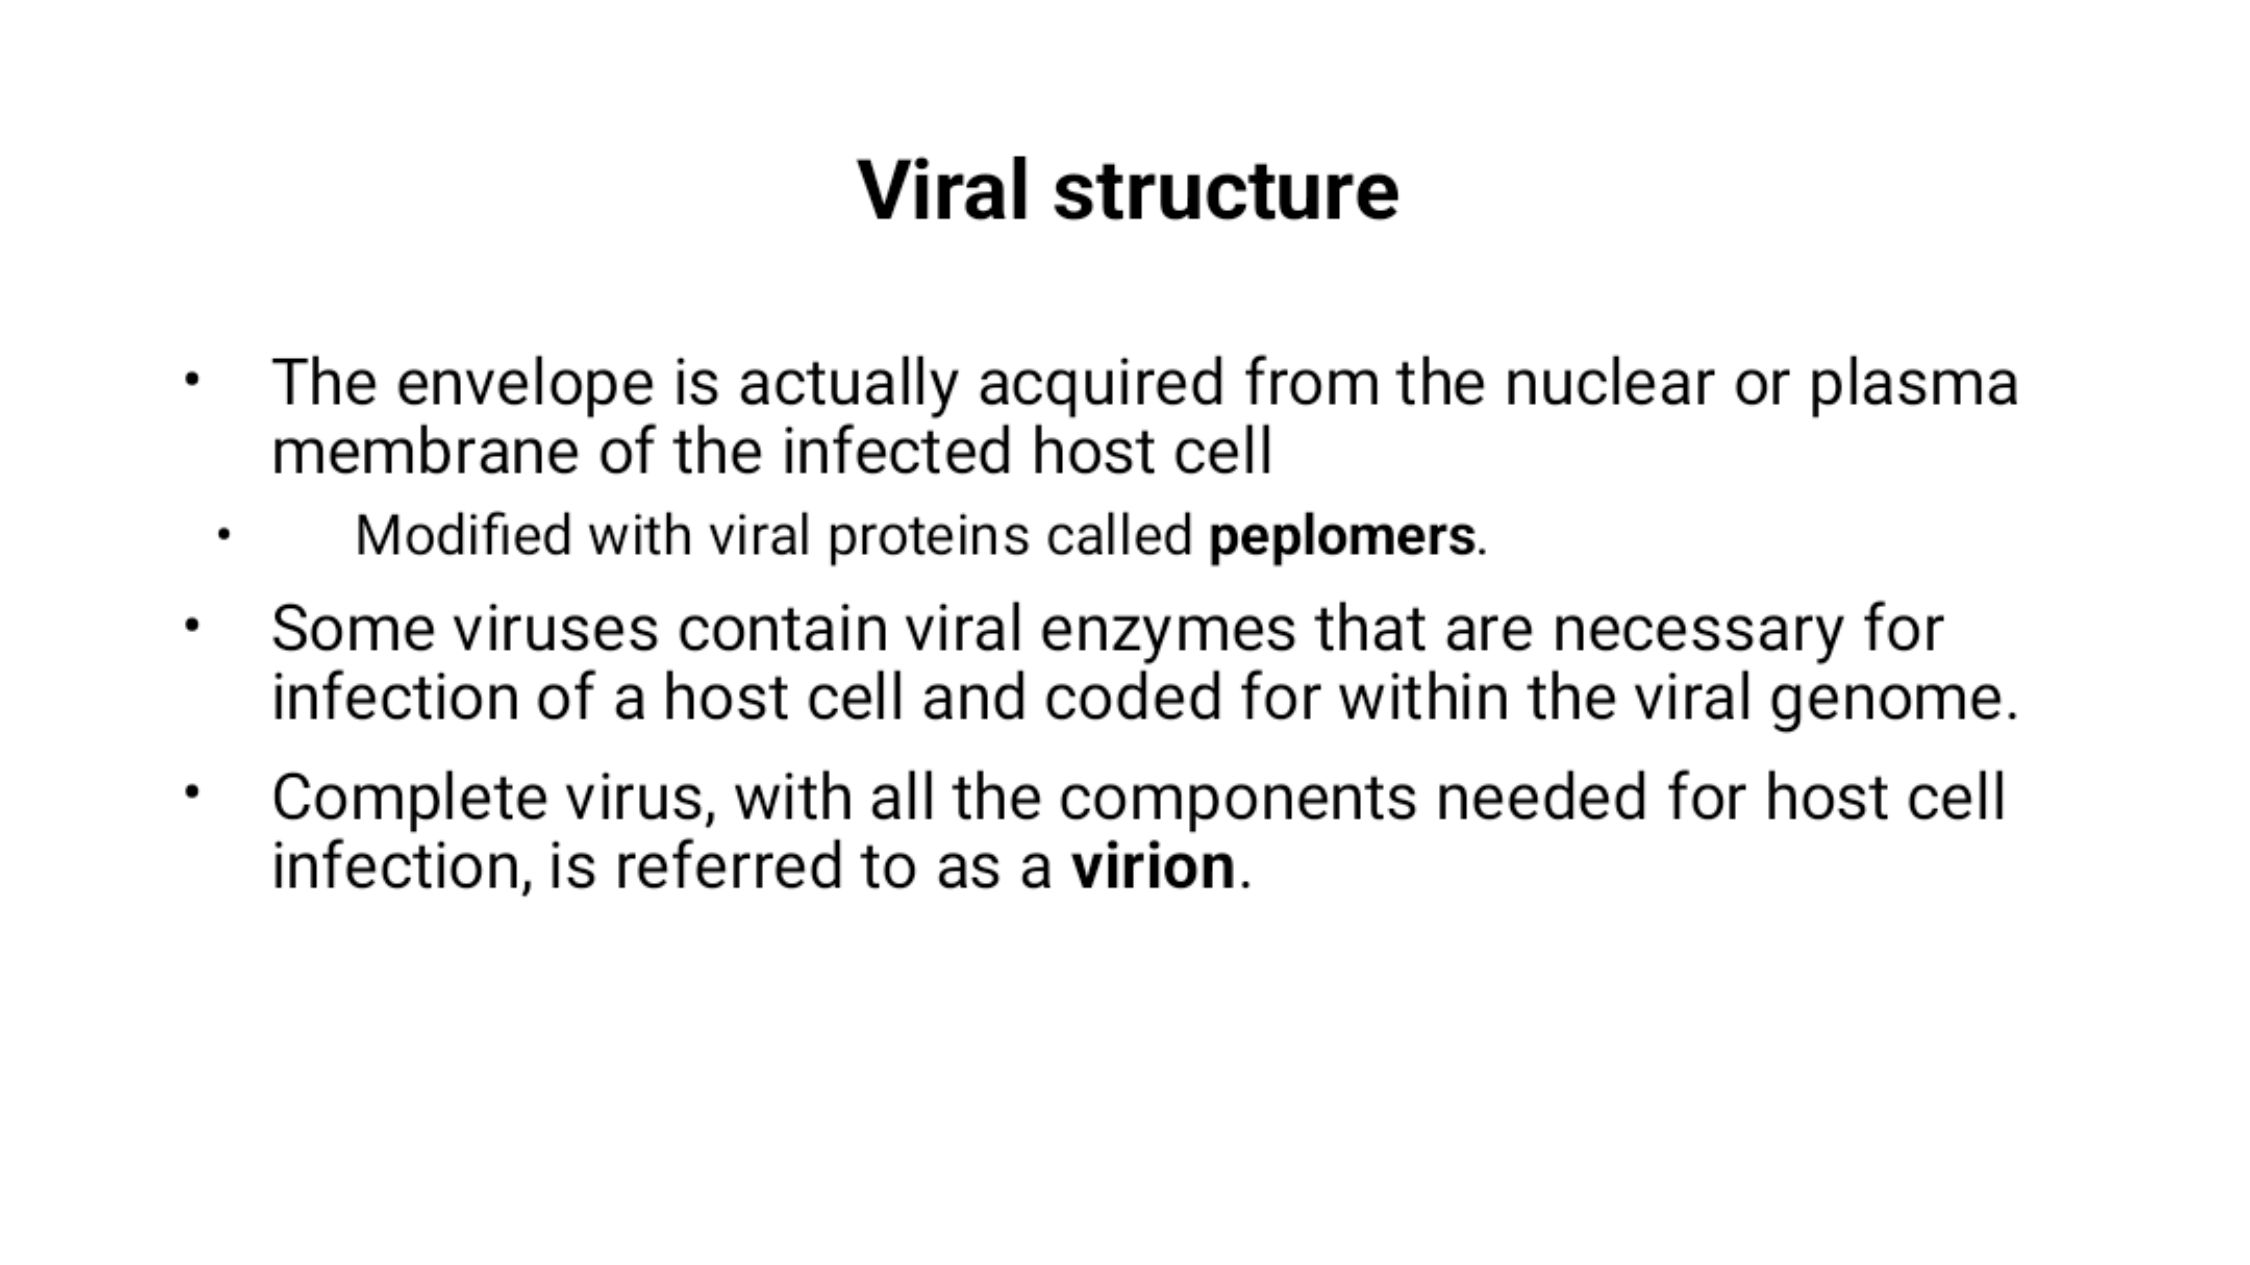 Viral structure
• The envelope is actually acquired from the nuclear or plasma
membrane of the infected host cell
• Modified with viral proteins called peplomers.
• Some viruses contain viral enzymes that are necessary for
infection of a host cell and coded for within the viral genome.
• Complete virus, with all the components needed for host cell
infection, is referred to as a virion.